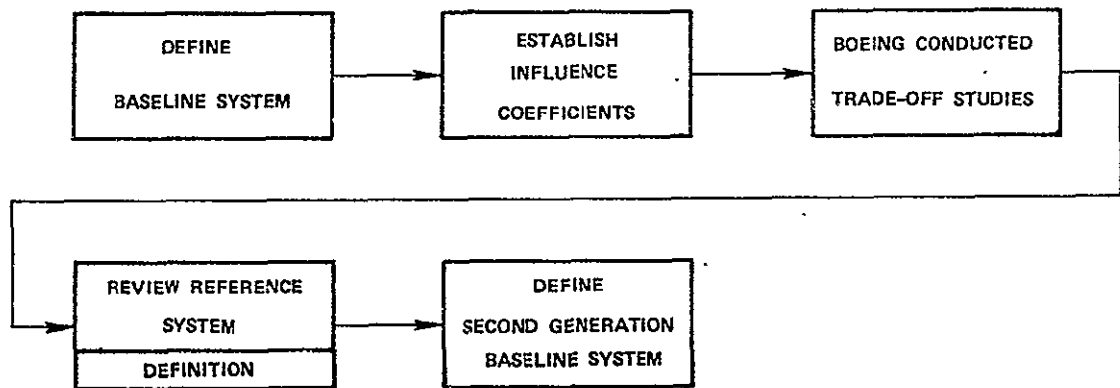 DEFINE
BASELINE SYSTEM
ESTABLISH
INFLUENCE
COEFFICIENTS
BOEING CONDUCTED
TRADE-OFF STUDIES
REVIEW REFERENCE
SYSTEM
DEFINITION
DEFINE
SECOND GENERATION
BASELINE SYSTEM